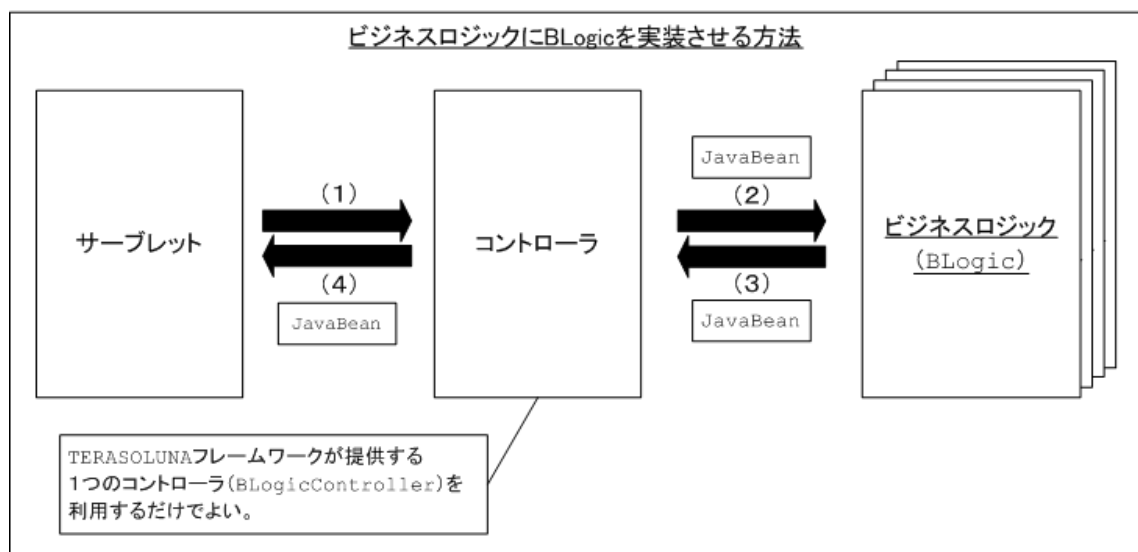 ビジネスロジックにBLogicを実装させる方法
JavaBean
(1)
(2)
サーブレット
コントローラ
ビジネスロジック
(BLogic)
(4)
(3)
JavaBean
JavaBean
TERASOLUNAフレームワークが提供する
1つのコントローラ(BLogicController)を
利用するだけでよい。